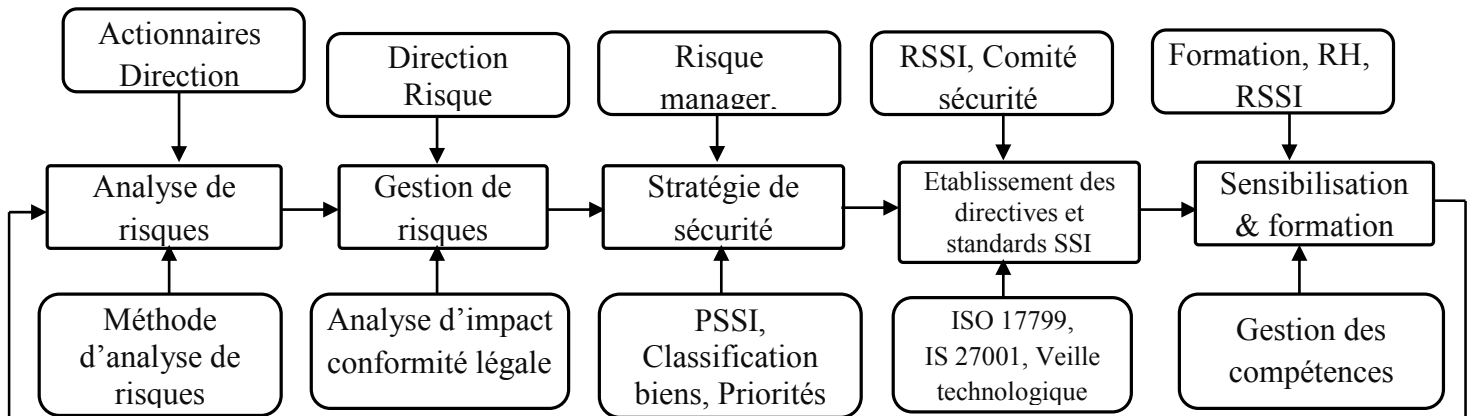 Actionnaires
Direction
Direction
Risque
Risque
manager,
RSSI, Comité
sécurité
Formation, RH,
RSSI
Analyse de
risques
Gestion de
risques
Stratégie de
sécurité
Etablissement des
directives et
standards SSI
Sensibilisation
& formation
Méthode
d’analyse de
risques
Analyse d’impact
conformité légale
PSSI,
Classification
biens, Priorités
ISO 17799,
IS 27001, Veille
technologique
Gestion des
compétences